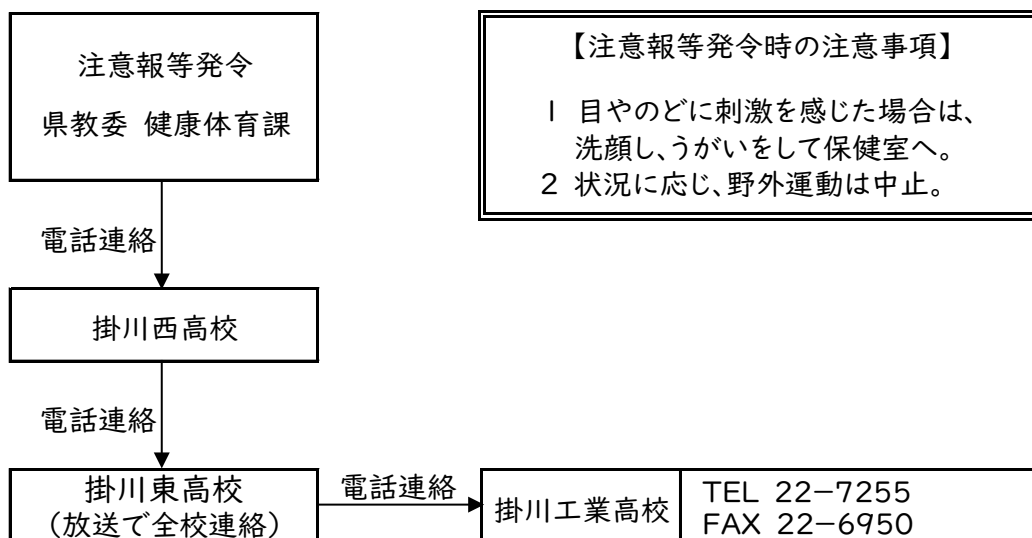 注意報等発令
県教委 健康体育課
【注意報等発令時の注意事項】
1 目やのどに刺激を感じた場合は、
洗顔し、うがいをして保健室へ。
2 状況に応じ、野外運動は中止。
電話連絡
掛川西高校
電話連絡
掛川東高校
(放送で全校連絡)
電話連絡
掛川工業高校
TEL 22-7255
FAX 22-6950